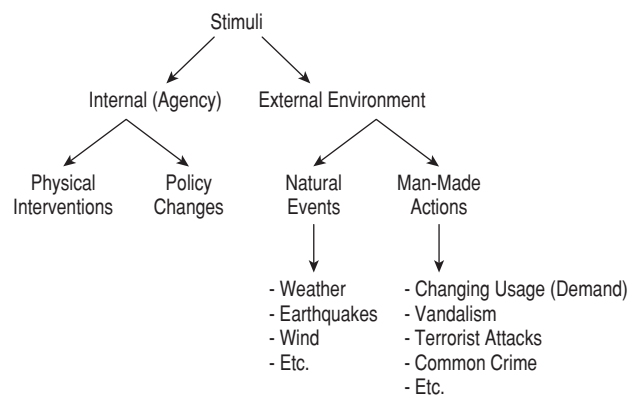 Stimuli
Internal (Agency)
External Environment
Physical
Interventions
Policy
Changes
Natural
Events
Man-Made
Actions
- Weather
- Earthquakes
- Wind
- Etc.
- Changing Usage (Demand)
- Vandalism
- Terrorist Attacks
- Common Crime
- Etc.